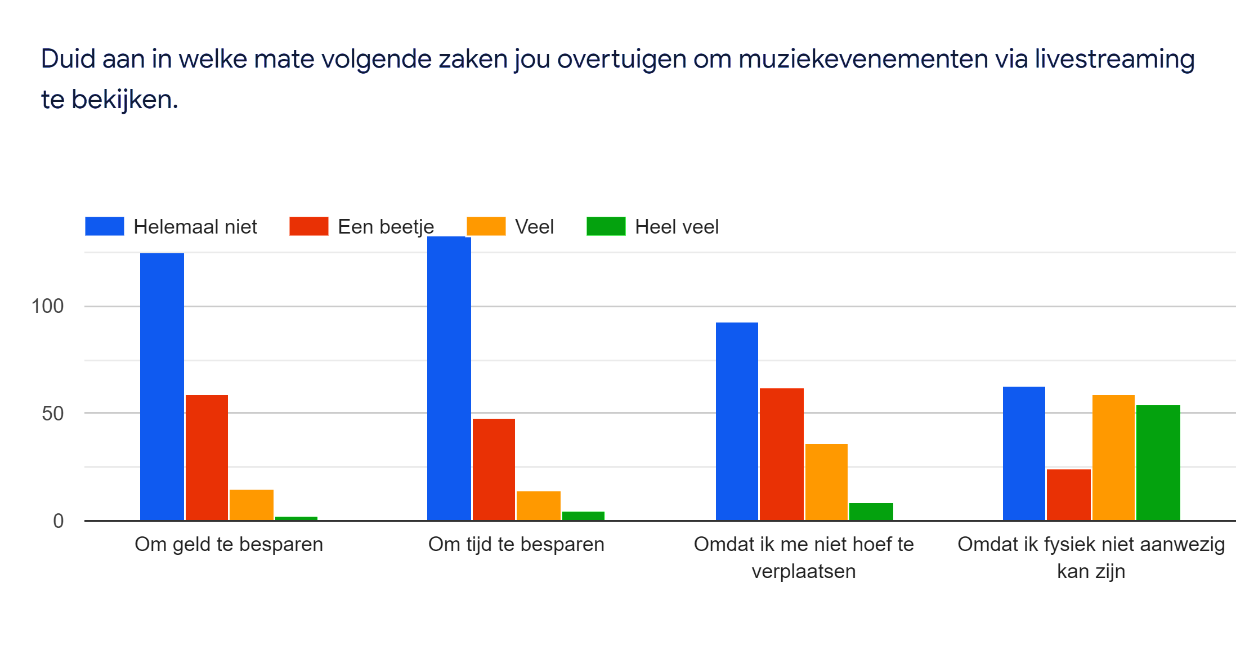 Duid aan in welke mate volgende zaken jou overtuigen om muziekevenementen via livestreaming
te bekijken.
Helemaal niet
Een beetje
Veel
Heel veel
100
50
0
Om geld te besparen
Om tijd te besparen
Omdat ik me niet hoef te
verplaatsen
Omdat ik fysiek niet aanwezig
kan zijn